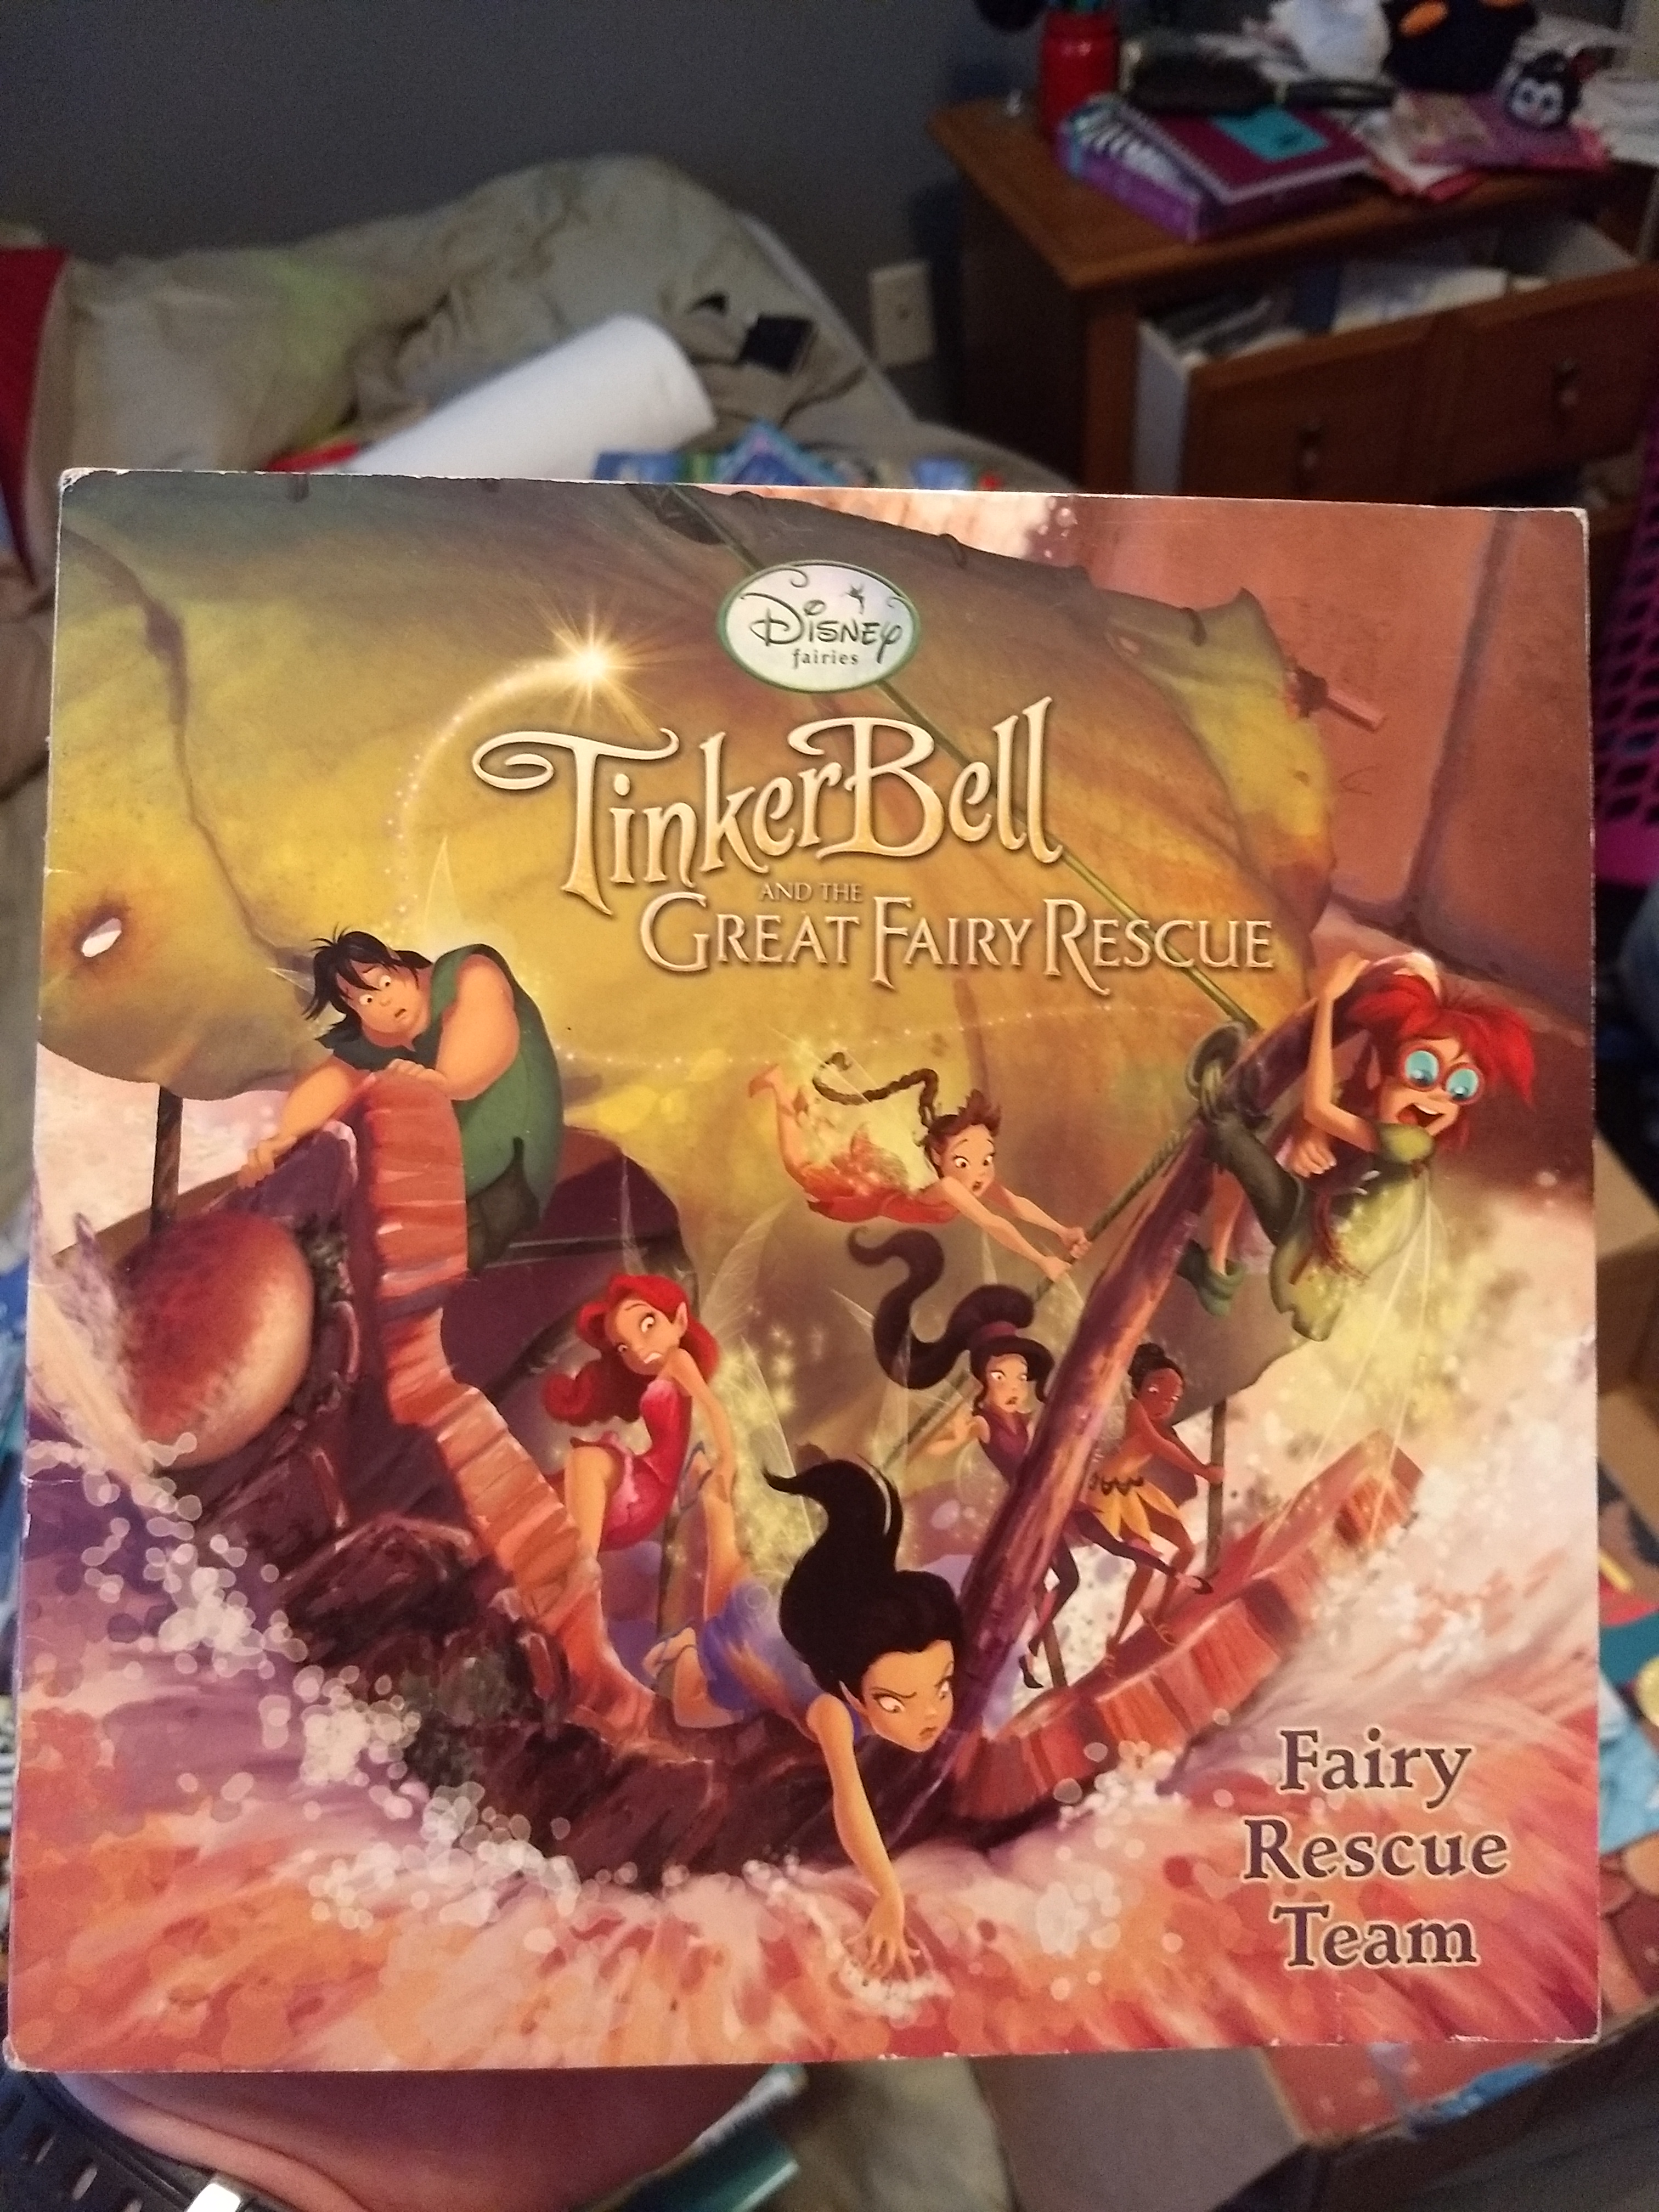 Disney
fairies
TinkerBell
AND THE
GREAT FAIRY RESCUE
Fairy
Rescue
Team